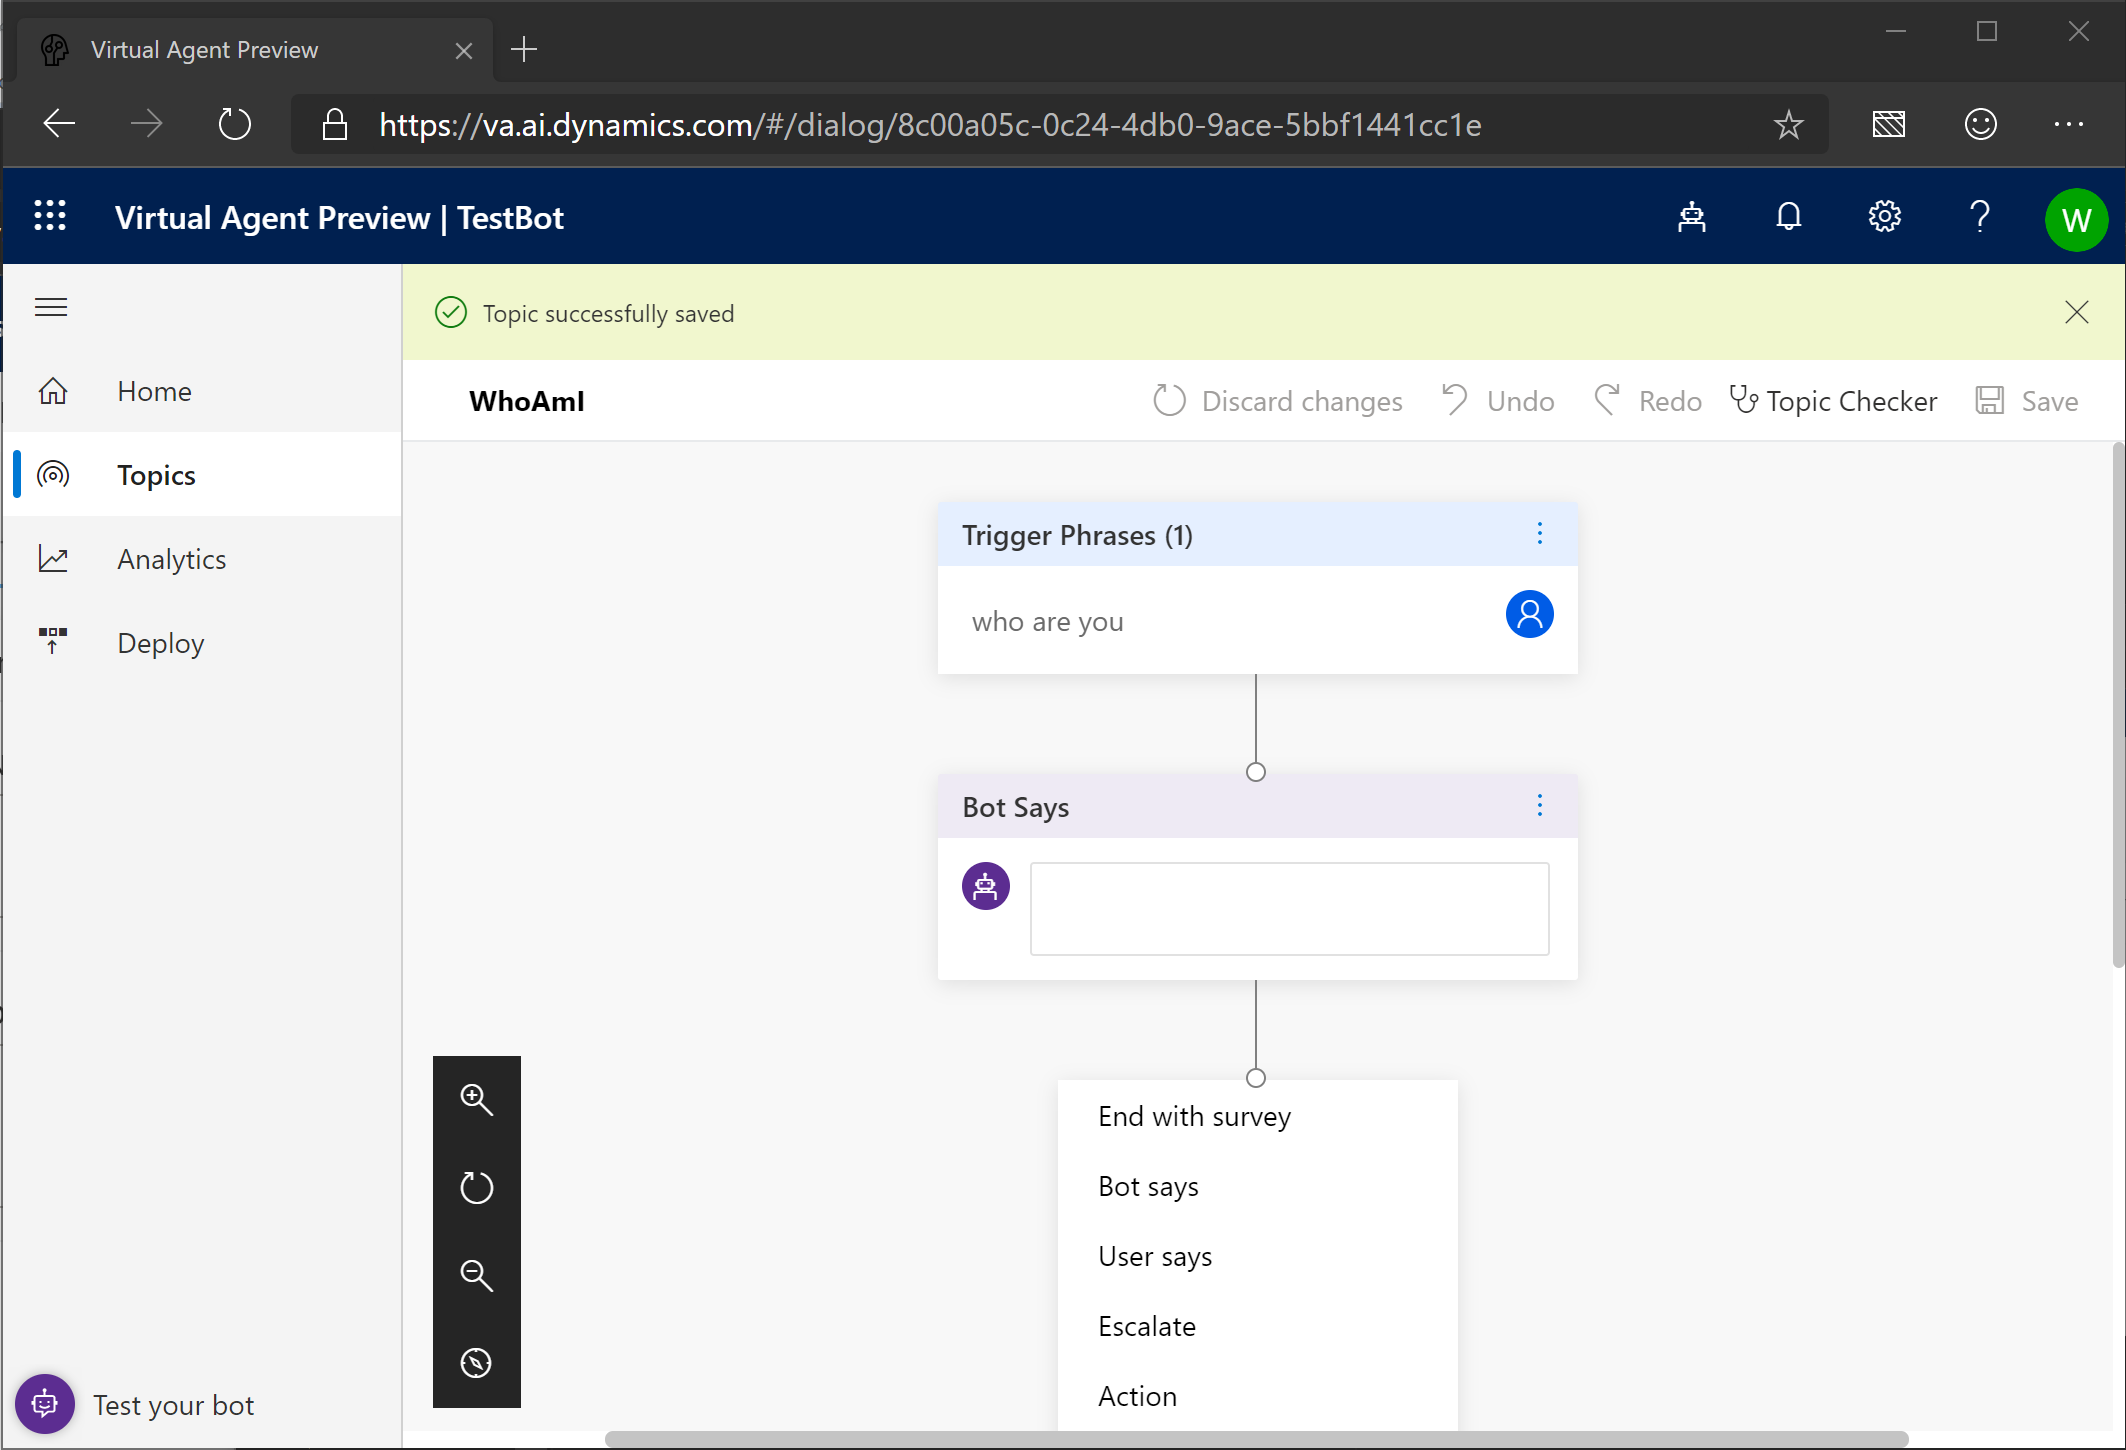 Virtual Agent Preview
https://va.ai.dynamics.com/#/dialog/8c00a05c-0c24-4db0-9ace-5bbf1441cc1e
Virtual Agent Preview | TestBot
W
Topic successfully saved
Home
WhoAmI
Discard changes
Undo
Redo
Topic Checker
Save
Topics
Analytics
Deploy
Trigger Phrases (1)
who are you
Bot Says
End with survey
Bot says
User says
Escalate
Action
Test your bot